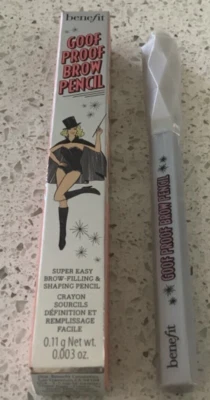 benefit
GOOF
PROOF
BROW
PENCIL
SUPER EASY
BROW-FILLING &
SHAPING PENCIL
CRAYON
SOURCILS
DÉFINITION ET
REMPLISSAGE
FACILE
0.11 g Net wt.
0.003 oz.
GOOF PROOF BROW PENCIL
benefit